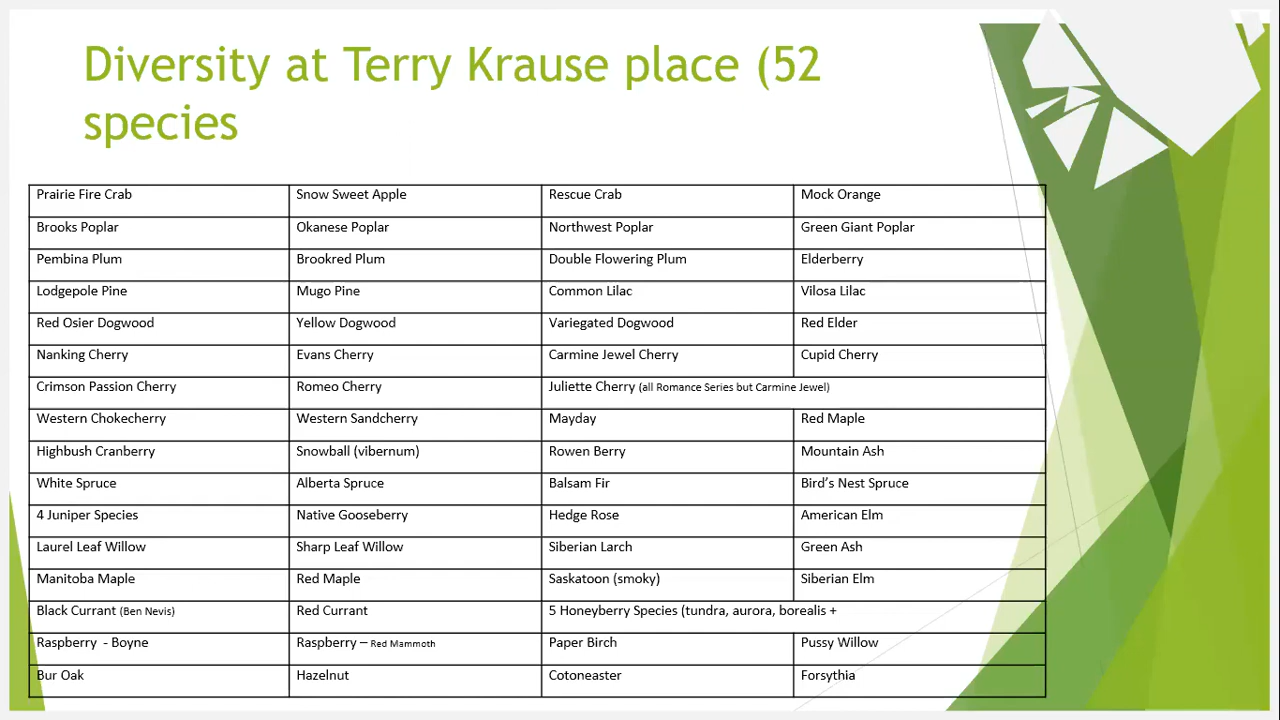 Diversity at Terry Krause place (52
species
Prairie Fire Crab Snow Sweet Apple Rescue Crab Mock Orange
Brooks Poplar Okanese Poplar Northwest Poplar Green Giant Poplar
Pembina Plum Brookred Plum Double Flowering Plum Elderberry
Lodgepole Pine Mugo Pine Common Lilac Vilosa Lilac
Red Osier Dogwood Yellow Dogwood Variegated Dogwood Red Elder
Nanking Cherry Evans Cherry Carmine Jewel Cherry Cupid Cherry
Crimson Passion Cherry Romeo Cherry Juliette Cherry (all Romance Series but Carmine Jewel)
Western Chokecherry Western Sandcherry Mayday Red Maple
Highbush Cranberry Snowball (vibernum) Rowen Berry Mountain Ash
White Spruce Alberta Spruce Balsam Fir Bird's Nest Spruce
4 Juniper Species Native Gooseberry Hedge Rose American Elm
Laurel Leaf Willow Sharp Leaf Willow Siberian Larch Green Ash
Manitoba Maple Red Maple Saskatoon (smoky) Siberian Elm
Black Currant (Ben Nevis) Red Currant 5 Honeyberry Species (tundra, aurora, borealis +
Raspberry - Boyne Raspberry – Red Mammoth Paper Birch Pussy Willow
Bur Oak Hazelnut Cotoneaster Forsythia